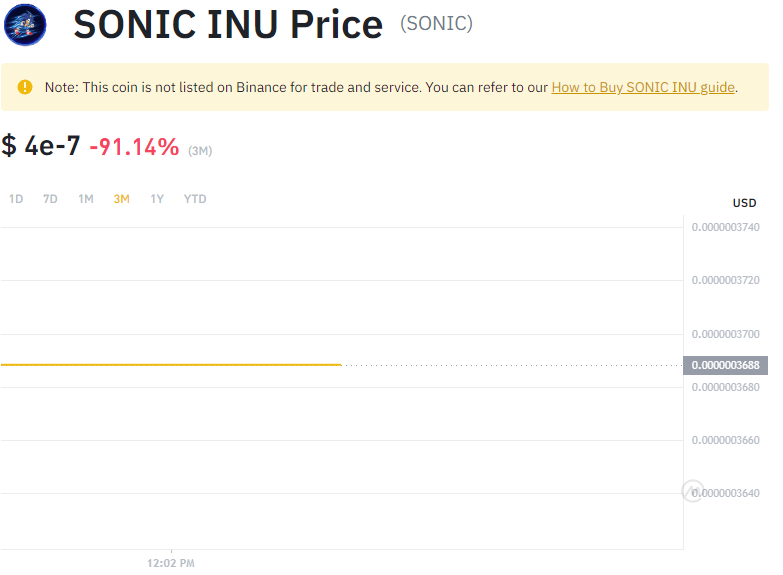 SONIC INU Price (SONIC)
Note: This coin is not listed on Binance for trade and service. You can refer to our How to Buy SONIC INU guide.
$ 4e-7 -91.14% (3M)
1D 7D 1M 3M 1Y YTD
USD
0.0000003740
0.0000003720
0.0000003700
0.0000003688
0.0000003680
0.0000003660
0.0000003640
12:02 PM